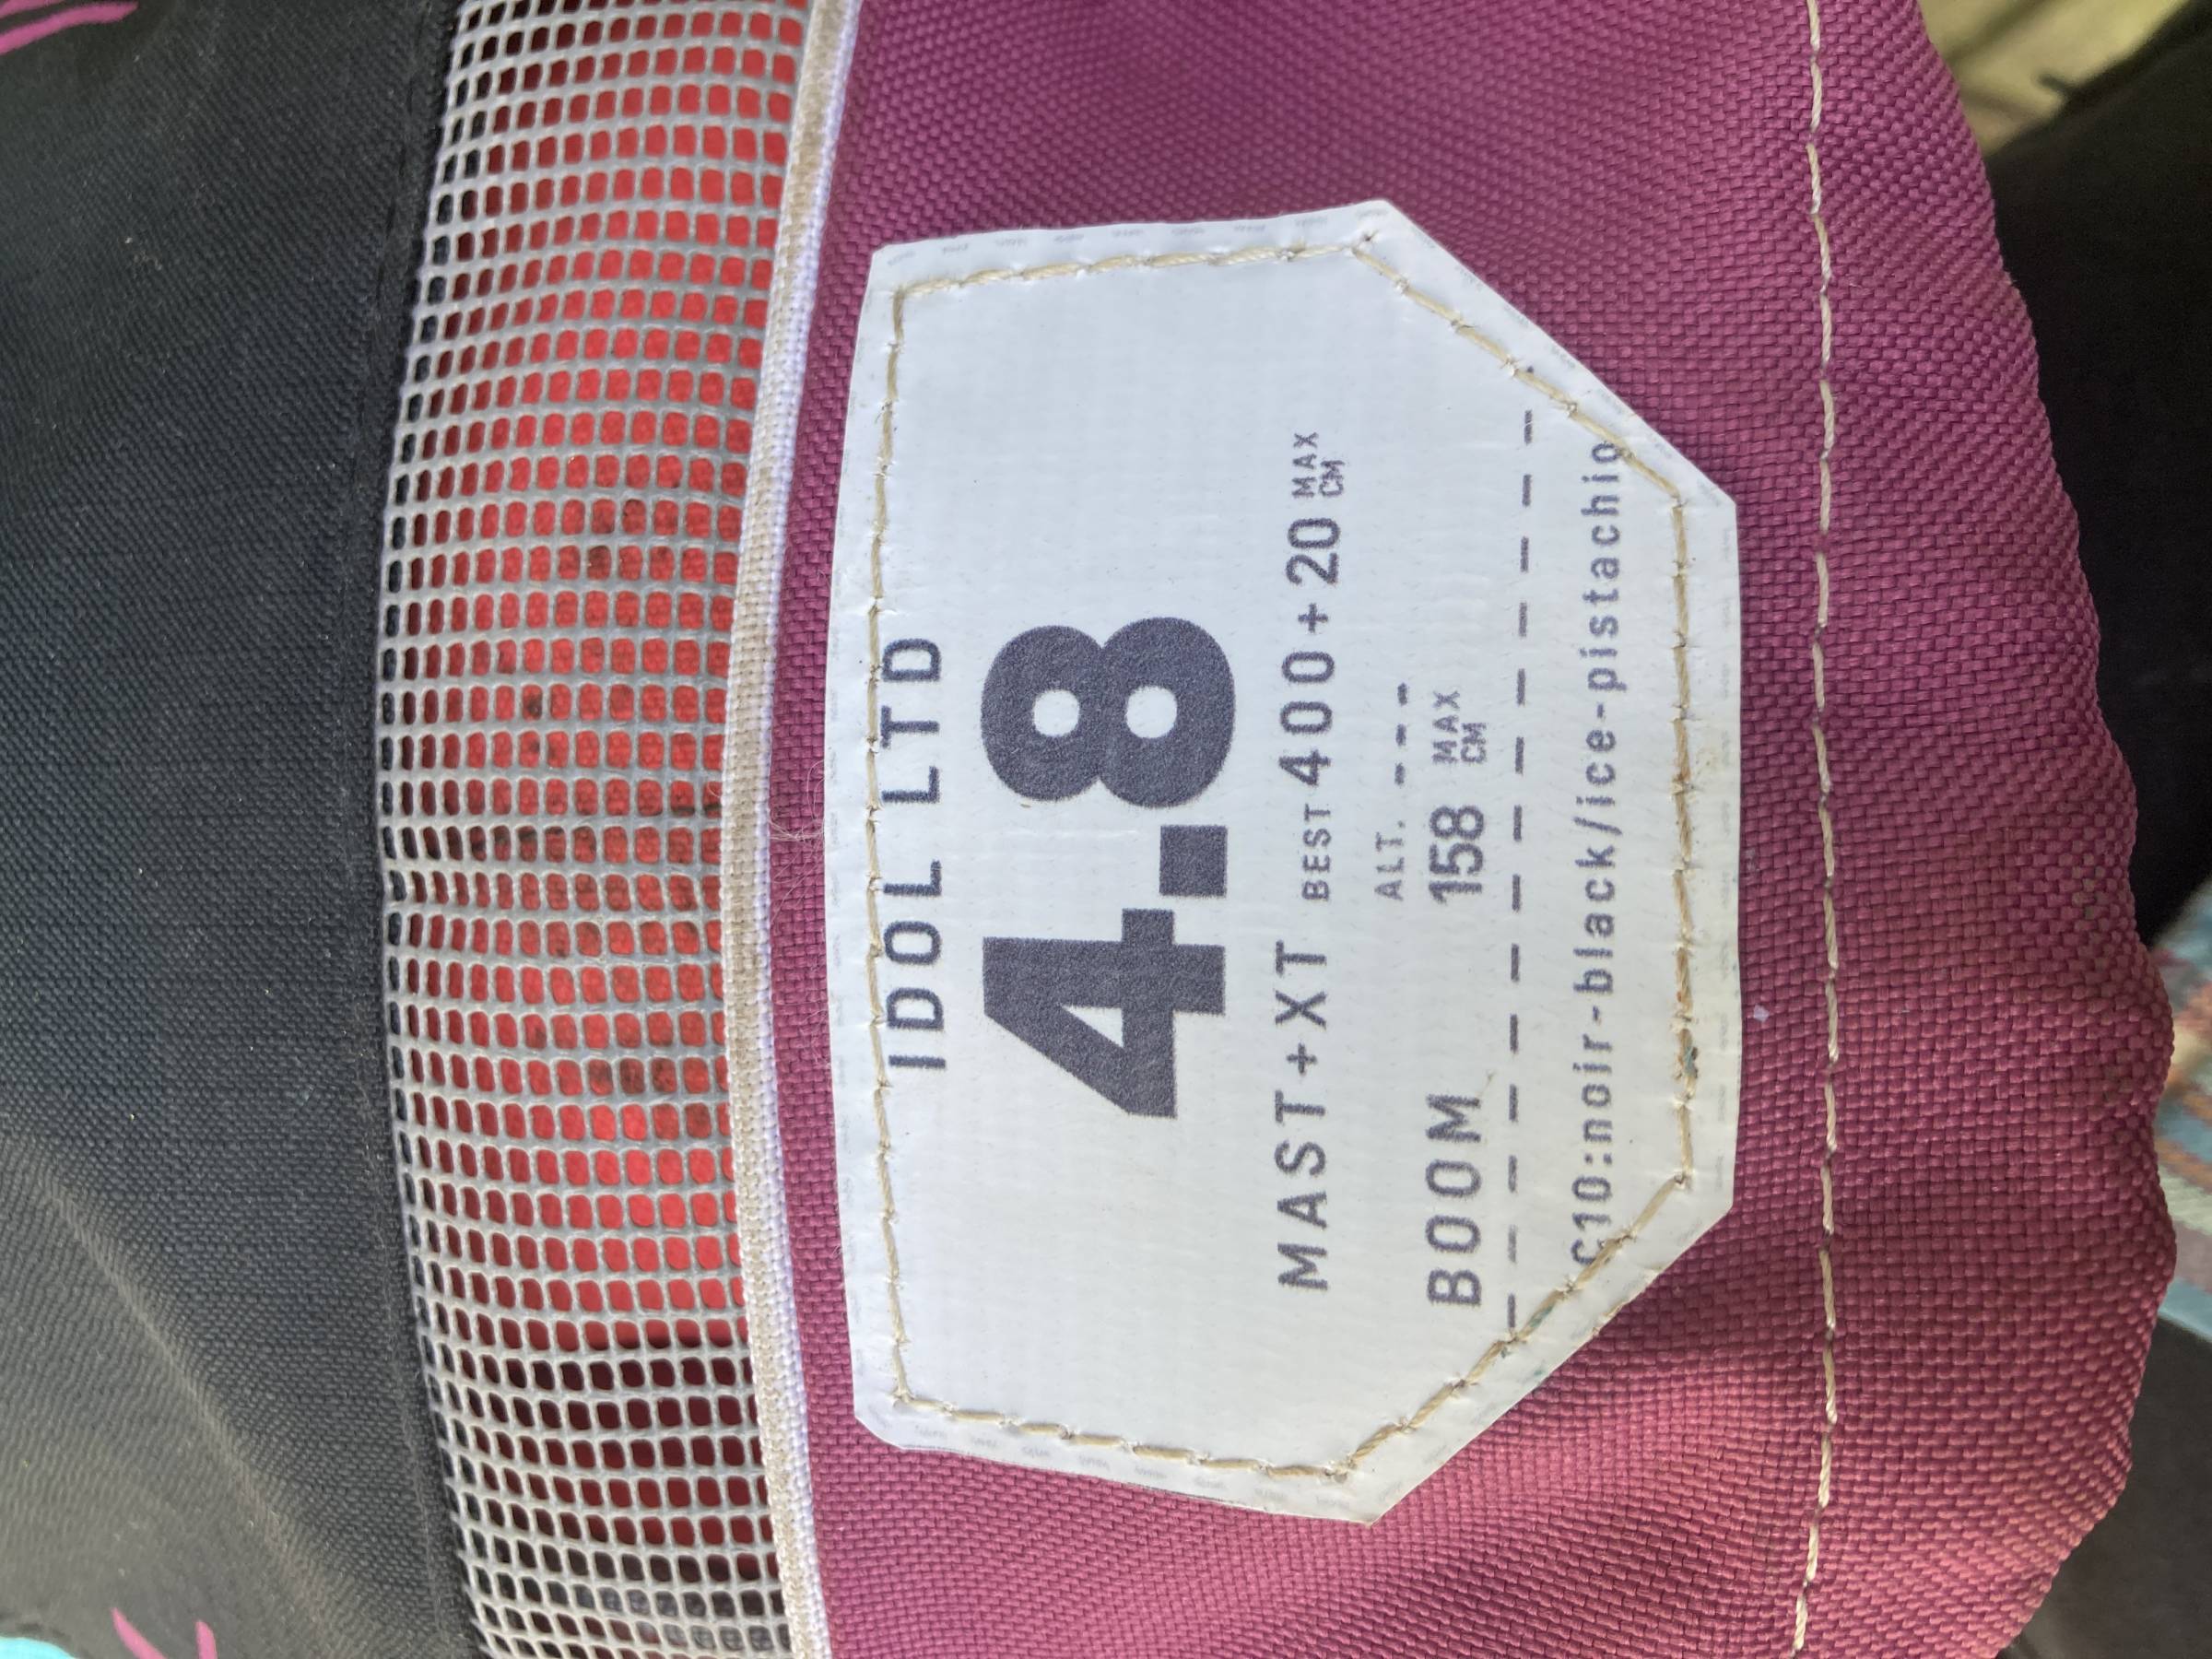 IDOL LTD
4.8
MAST+XT BEST 400+20 MAX CM
ALT. ----
BOOM 158 MAX CM
C10:noir-black/ice-pistachio